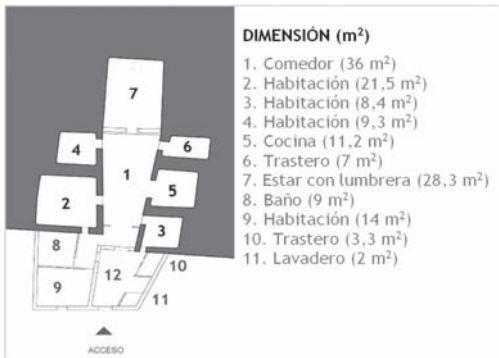 DIMENSIÓN (m²)
1. Comedor (36 m²)
2. Habitación (21,5 m²)
3. Habitación (8,4 m²)
4. Habitación (9,3 m²)
5. Cocina (11,2 m²)
6. Trastero (7 m²)
7. Estar con lumbrera (28,3 m²)
8. Baño (9 m²)
9. Habitación (14 m²)
10. Trastero (3,3 m²)
11. Lavadero (2 m²)
7
4
6
1
2
5
3
8
12
10
9
11
ACCESO